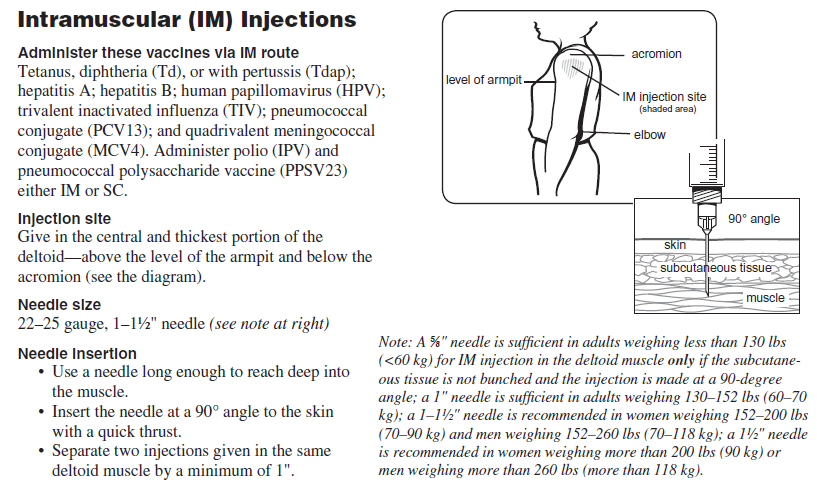 Intramuscular (IM) Injections
Administer these vaccines via IM route
Tetanus, diphtheria (Td), or with pertussis (Tdap);
hepatitis A; hepatitis B; human papillomavirus (HPV);
trivalent inactivated influenza (TIV); pneumococcal
conjugate (PCV13); and quadrivalent meningococcal
conjugate (MCV4). Administer polio (IPV) and
pneumococcal polysaccharide vaccine (PPSV23)
either IM or SC.
Injection site
Give in the central and thickest portion of the
deltoid—above the level of the armpit and below the
acromion (see the diagram).
Needle size
22–25 gauge, 1–1½" needle (see note at right)
Needle insertion
• Use a needle long enough to reach deep into
the muscle.
• Insert the needle at a 90° angle to the skin
with a quick thrust.
• Separate two injections given in the same
deltoid muscle by a minimum of 1".
acromion
level of armpit
IM injection site
(shaded area)
elbow
90° angle
skin
subcutaneous tissue
muscle
Note: A ⅝" needle is sufficient in adults weighing less than 130 lbs
(<60 kg) for IM injection in the deltoid muscle only if the subcutane-
ous tissue is not bunched and the injection is made at a 90-degree
angle; a 1" needle is sufficient in adults weighing 130–152 lbs (60–70
kg); a 1–1½" needle is recommended in women weighing 152–200 lbs
(70–90 kg) and men weighing 152–260 lbs (70–118 kg); a 1½" needle
is recommended in women weighing more than 200 lbs (90 kg) or
men weighing more than 260 lbs (more than 118 kg).